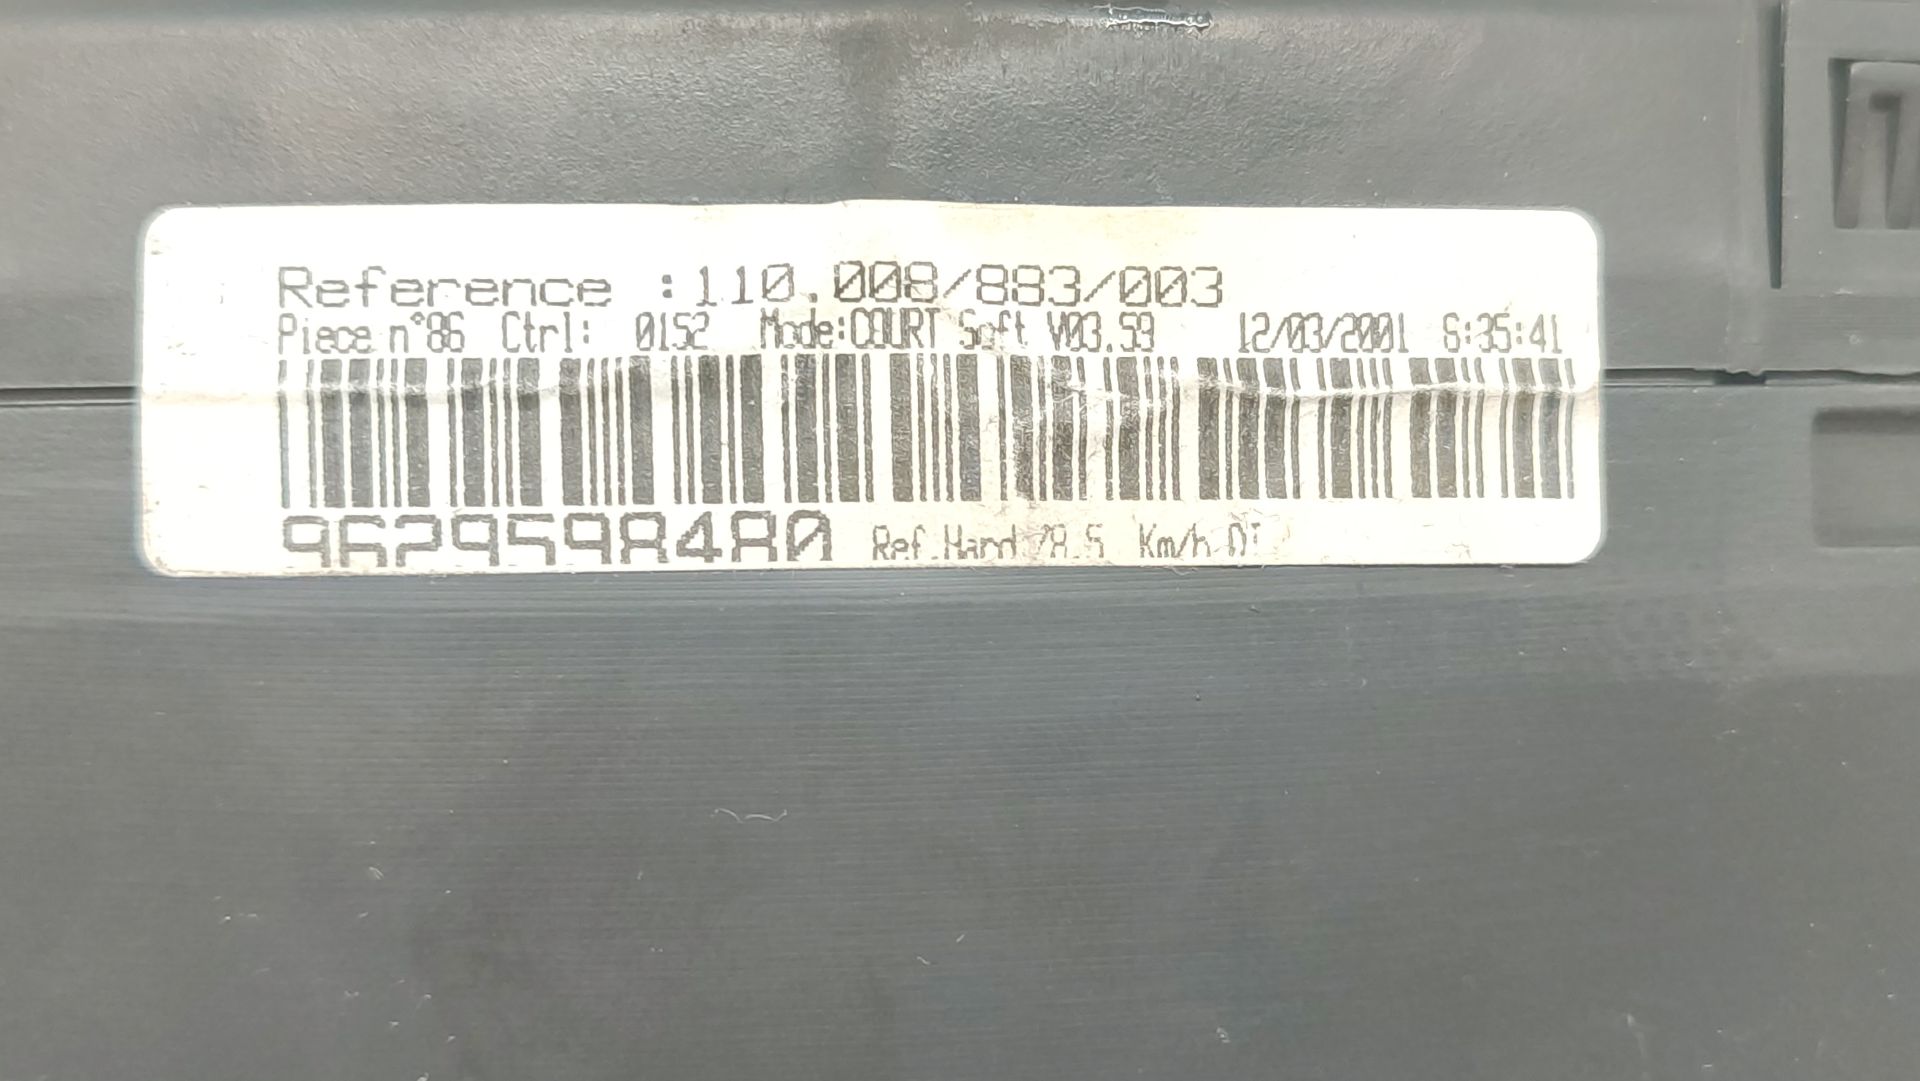 Reference :110.008/883/003
Piece n°86 Ctrl: 0152 Mode:COURT Soft V03.59 12/03/2001 6:35:41
9629598480 Ref.Hand 78.5 Km/h